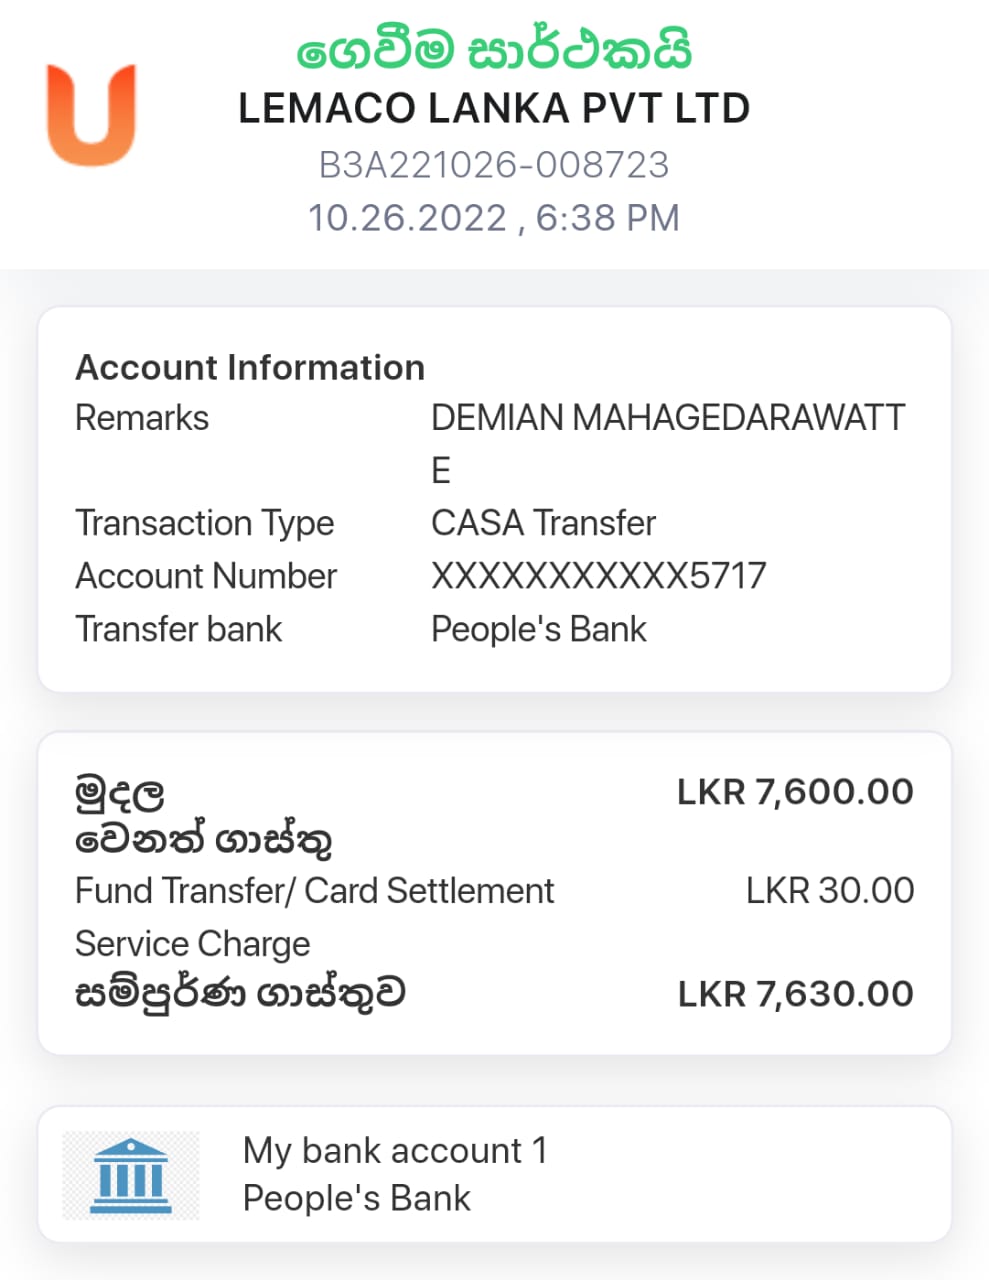 ගෙවීම සාර්ථකයි
LEMACO LANKA PVT LTD
B3A221026-008723
10.26.2022 , 6:38 PM
Account Information
Remarks DEMIAN MAHAGEDARAWATT
E
Transaction Type CASA Transfer
Account Number XXXXXXXXXXX5717
Transfer bank People's Bank
මුදල LKR 7,600.00
වෙනත් ගාස්තු
Fund Transfer/ Card Settlement LKR 30.00
Service Charge
සම්පුර්ණ ගාස්තුව LKR 7,630.00
My bank account 1
People's Bank